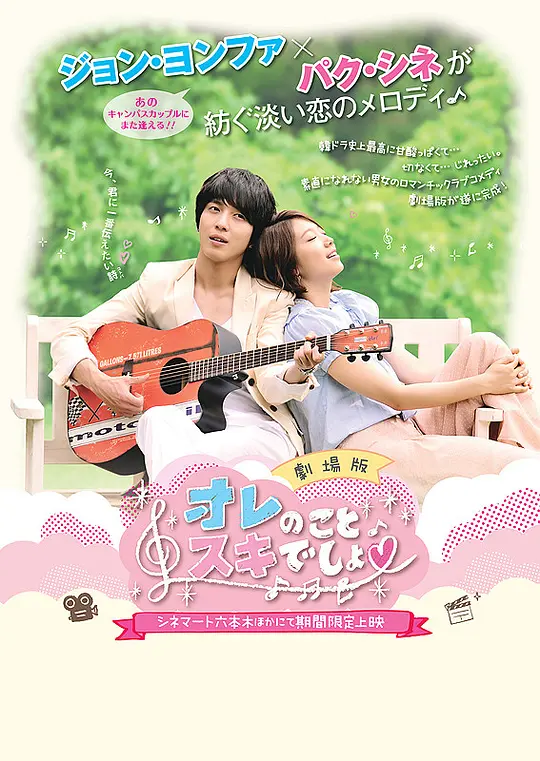 ジョン・ヨンファ×
パク・シネが
あの
キャンパスカップルに
また逢える!!
紡ぐ淡い恋のメロディ♪
韓ドラ史上最高に甘酸っぱくて…
切なくて…じれったい。
素直になれない男女のロマンチックラブコメディ
劇場版が遂に完成!
ら、君に一番伝えたい詩
GALLONS-2.571 LITRES
moto
劇場版
オレのこと♪
スキでしょ♡
シネマート六本木ほかにて期間限定上映